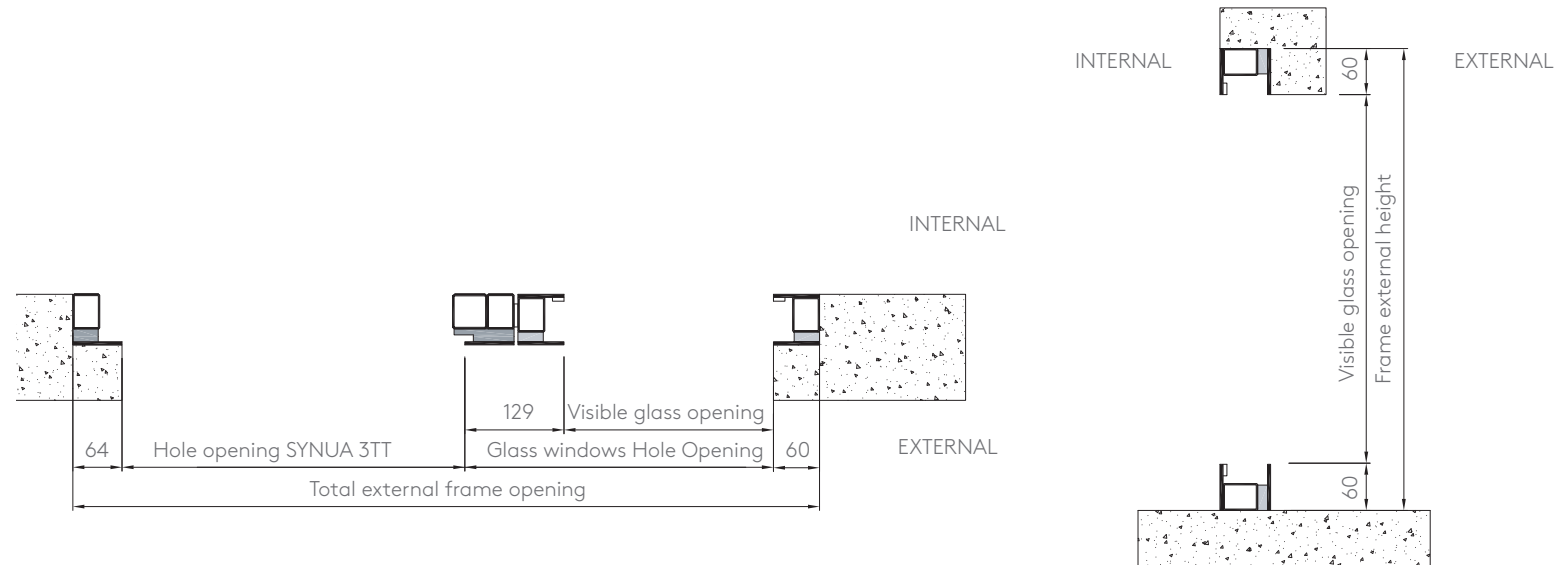 INTERNAL
EXTERNAL
129
Visible glass opening
64
Hole opening SYNUA 3TT
Glass windows Hole Opening
60
Total external frame opening
INTERNAL
EXTERNAL
60
Visible glass opening
Frame external height
60